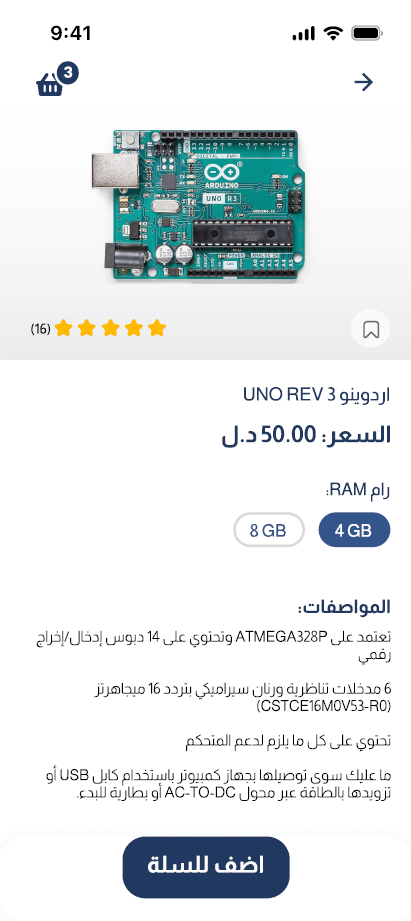 9:41
3
ARDUINO
UNO R3
(16)
اردوينو UNO REV 3
السعر: 50.00 د.ل
رام RAM:
4 GB
8 GB
المواصفات:
تعتمد على ATMEGA328P وتحتوي على 14 دبوس إدخال/إخراج
رقمي
6 مدخلات تناظرية ورنان سيراميكي بتردد 16 ميجاهرتز
(CSTCE16M0V53-R0)
تحتوي على كل ما يلزم لدعم المتحكم
ما عليك سوى توصيلها بجهاز كمبيوتر باستخدام كابل USB أو
تزويدها بالطاقة عبر محول AC-TO-DC أو بطارية للبدء.
اضف للسلة